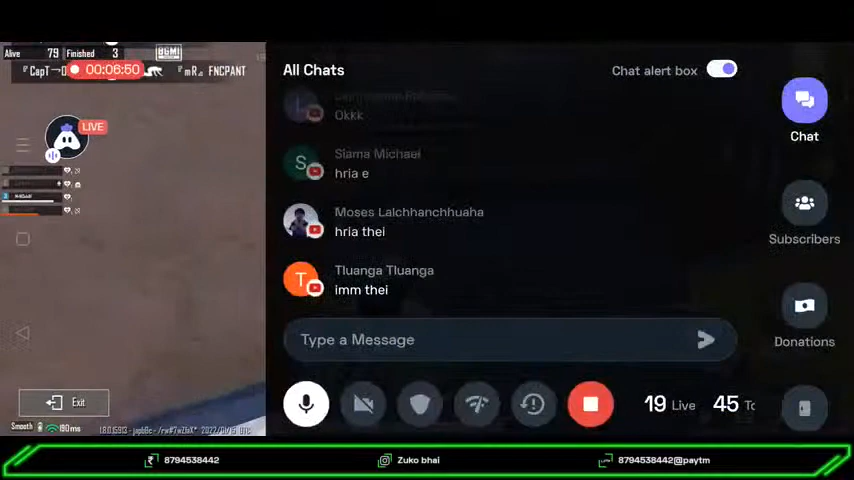 Alive 79 Finished 3
BGMI
CapT
mR FNCPANT
00:06:50
LIVE
All Chats
Chat alert box
Okkk
Siama Michael
S
hria e
Moses Lalchhanchhuaha
hria thei
Tluanga Tluanga
T
imm thei
Type a Message
Chat
Subscribers
Donations
19 Live 45
Exit
Smooth 190ms
8794538442
Zuko bhai
8794538442@paytm